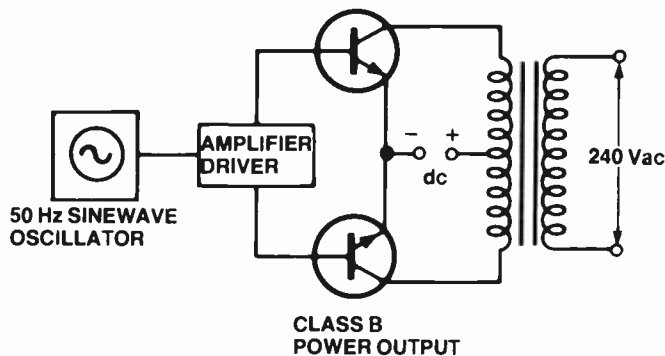 50 Hz SINEWAVE
OSCILLATOR
AMPLIFIER
DRIVER
- +
dc
240 Vac
CLASS B
POWER OUTPUT